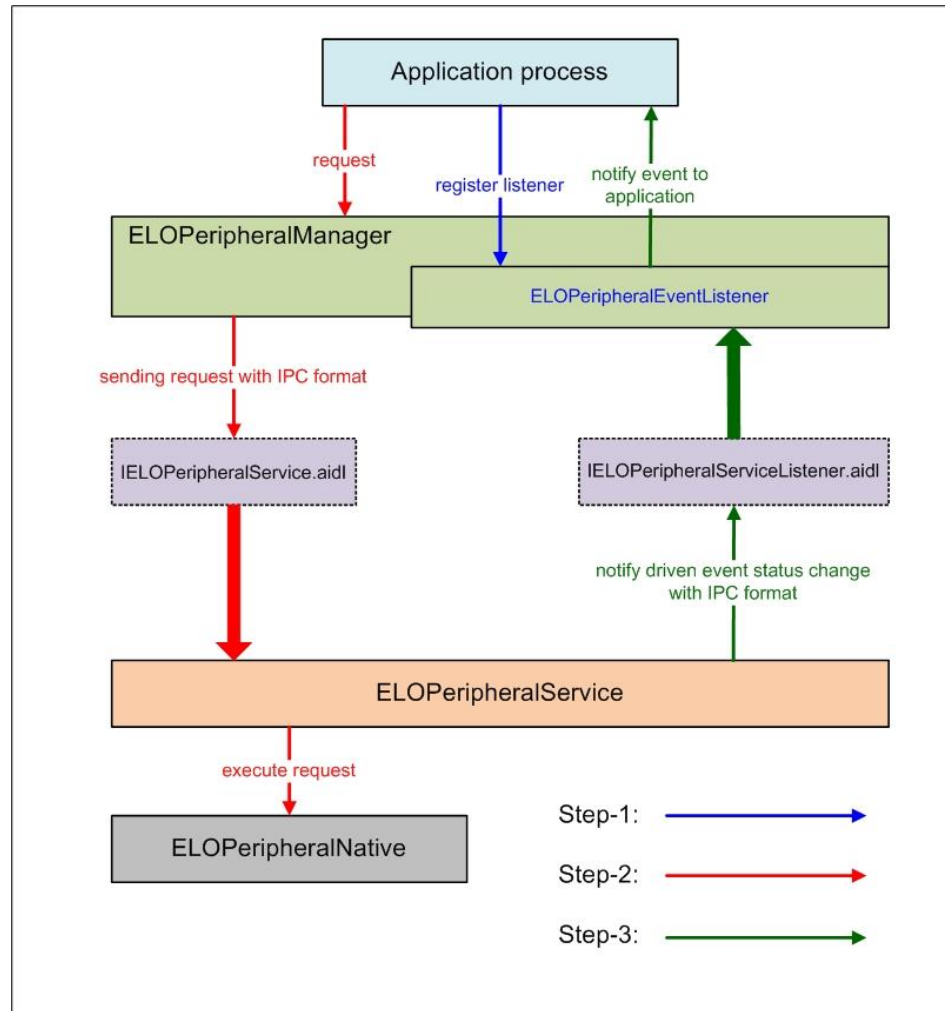 Application process
request
register listener
notify event to
application
ELOPeripheralManager
ELOPeripheralEventListener
sending request with IPC format
IELOPeripheralService.aidl
IELOPeripheralServiceListener.aidl
notify driven event status change
with IPC format
ELOPeripheralService
execute request
ELOPeripheralNative
Step-1:
Step-2:
Step-3: